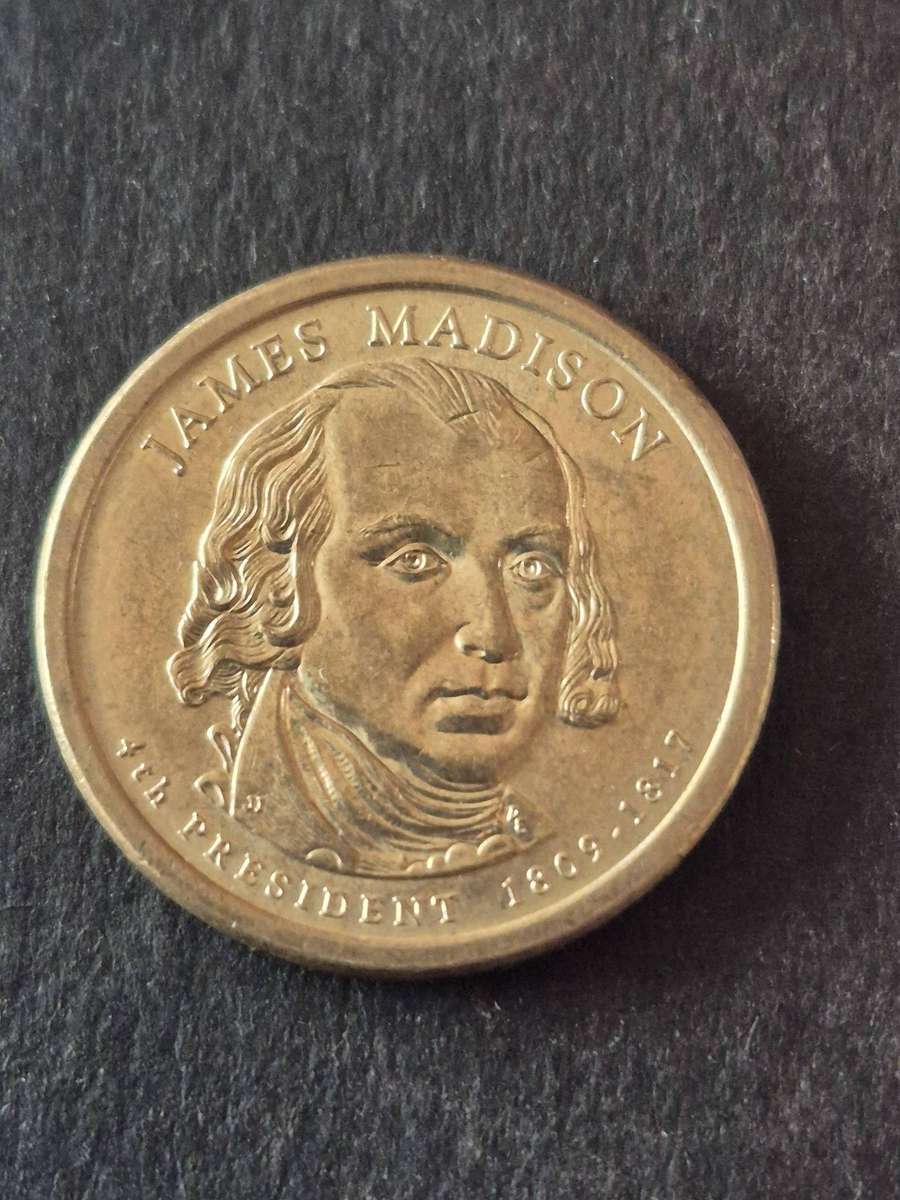 JAMES MADISON
4th PRESIDENT 1809-1817